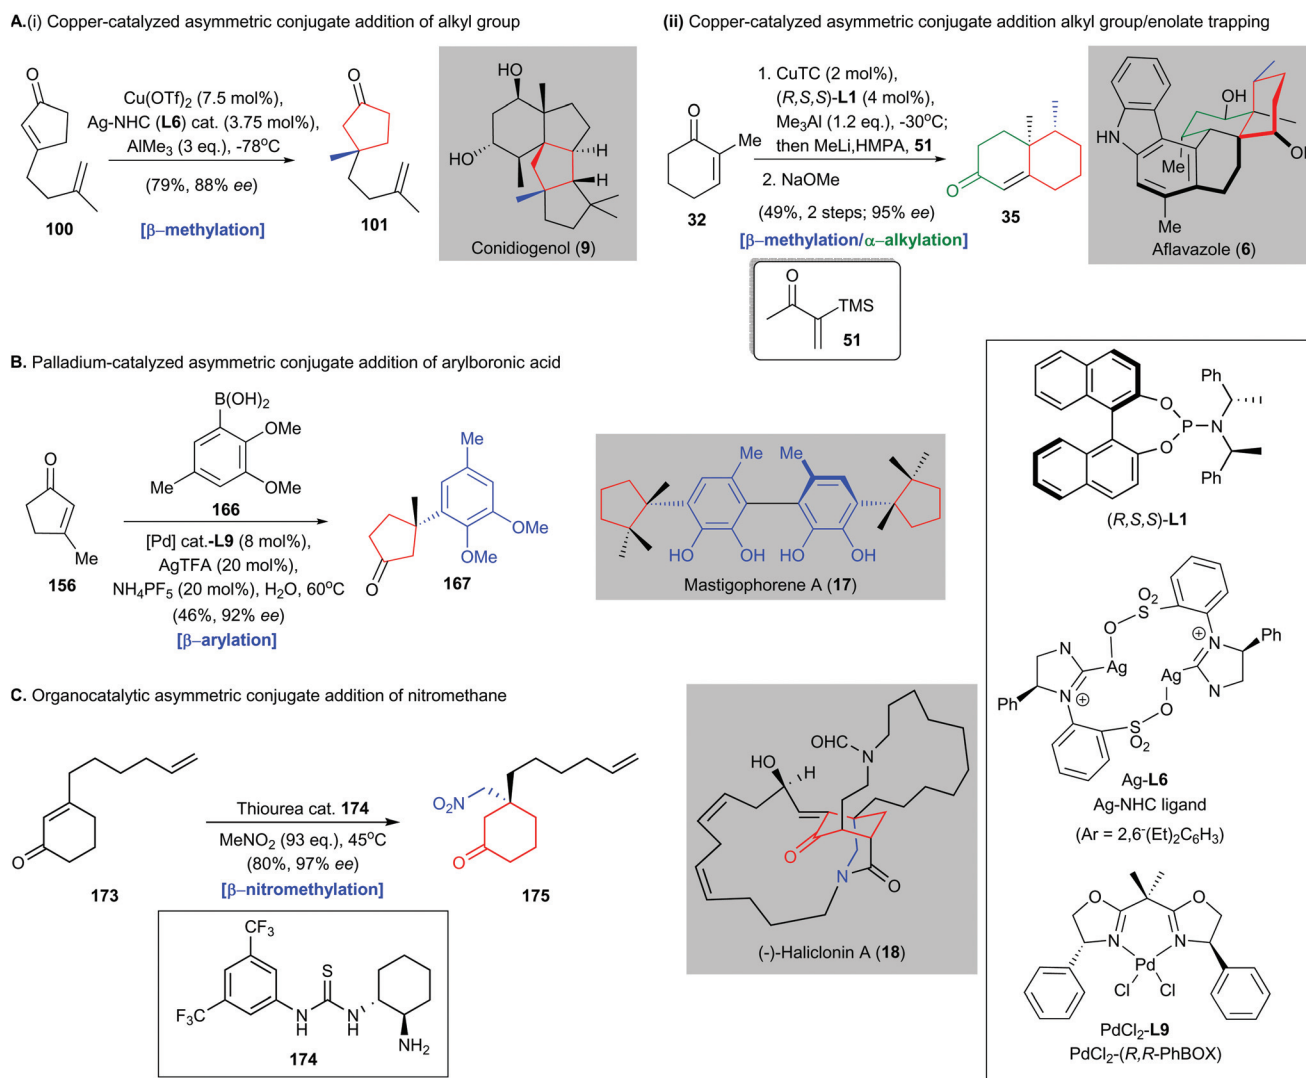 A.(i) Copper-catalyzed asymmetric conjugate addition of alkyl group
O
100
Cu(OTf)2 (7.5 mol%),
Ag-NHC (L6) cat. (3.75 mol%),
AlMe3 (3 eq.), -78oC
(79%, 88% ee)
[β–methylation]
O
101
HO
HO
H
H
Conidiogenol (9)
(ii) Copper-catalyzed asymmetric conjugate addition alkyl group/enolate trapping
O
Me
32
1. CuTC (2 mol%),
(R,S,S)-L1 (4 mol%),
Me3Al (1.2 eq.), -30oC;
then MeLi,HMPA, 51
2. NaOMe
(49%, 2 steps; 95% ee)
[β–methylation/α–alkylation]
O
35
OH
HN
Me
OH
Me
Aflavazole (6)
O
TMS
51
B. Palladium-catalyzed asymmetric conjugate addition of arylboronic acid
O
Me
156
B(OH)2
OMe
OMe
Me
166
[Pd] cat.-L9 (8 mol%),
AgTFA (20 mol%),
NH4PF5 (20 mol%), H2O, 60oC
(46%, 92% ee)
[β–arylation]
Me
OMe
OMe
O
167
Me
Me
HO
OH
HO
OH
Mastigophorene A (17)
C. Organocatalytic asymmetric conjugate addition of nitromethane
O
173
Thiourea cat. 174
MeNO2 (93 eq.), 45oC
(80%, 97% ee)
[β–nitromethylation]
O2N
O
175
CF3
F3C
S
N
H
N
H
NH2
174
OHC
N
HO
H
O
N
O
(-)-Haliclonin A (18)
Ph
O
P
N
O
Ph
(R,S,S)-L1
O2
S
O
N
Ag
N
Ph
Ph
N
Ag
N
O
S
O2
Ag-L6
Ag-NHC ligand
(Ar = 2,6-(Et)2C6H3)
O
O
N
N
Pd
Cl
Cl
PdCl2-L9
PdCl2-(R,R-PhBOX)